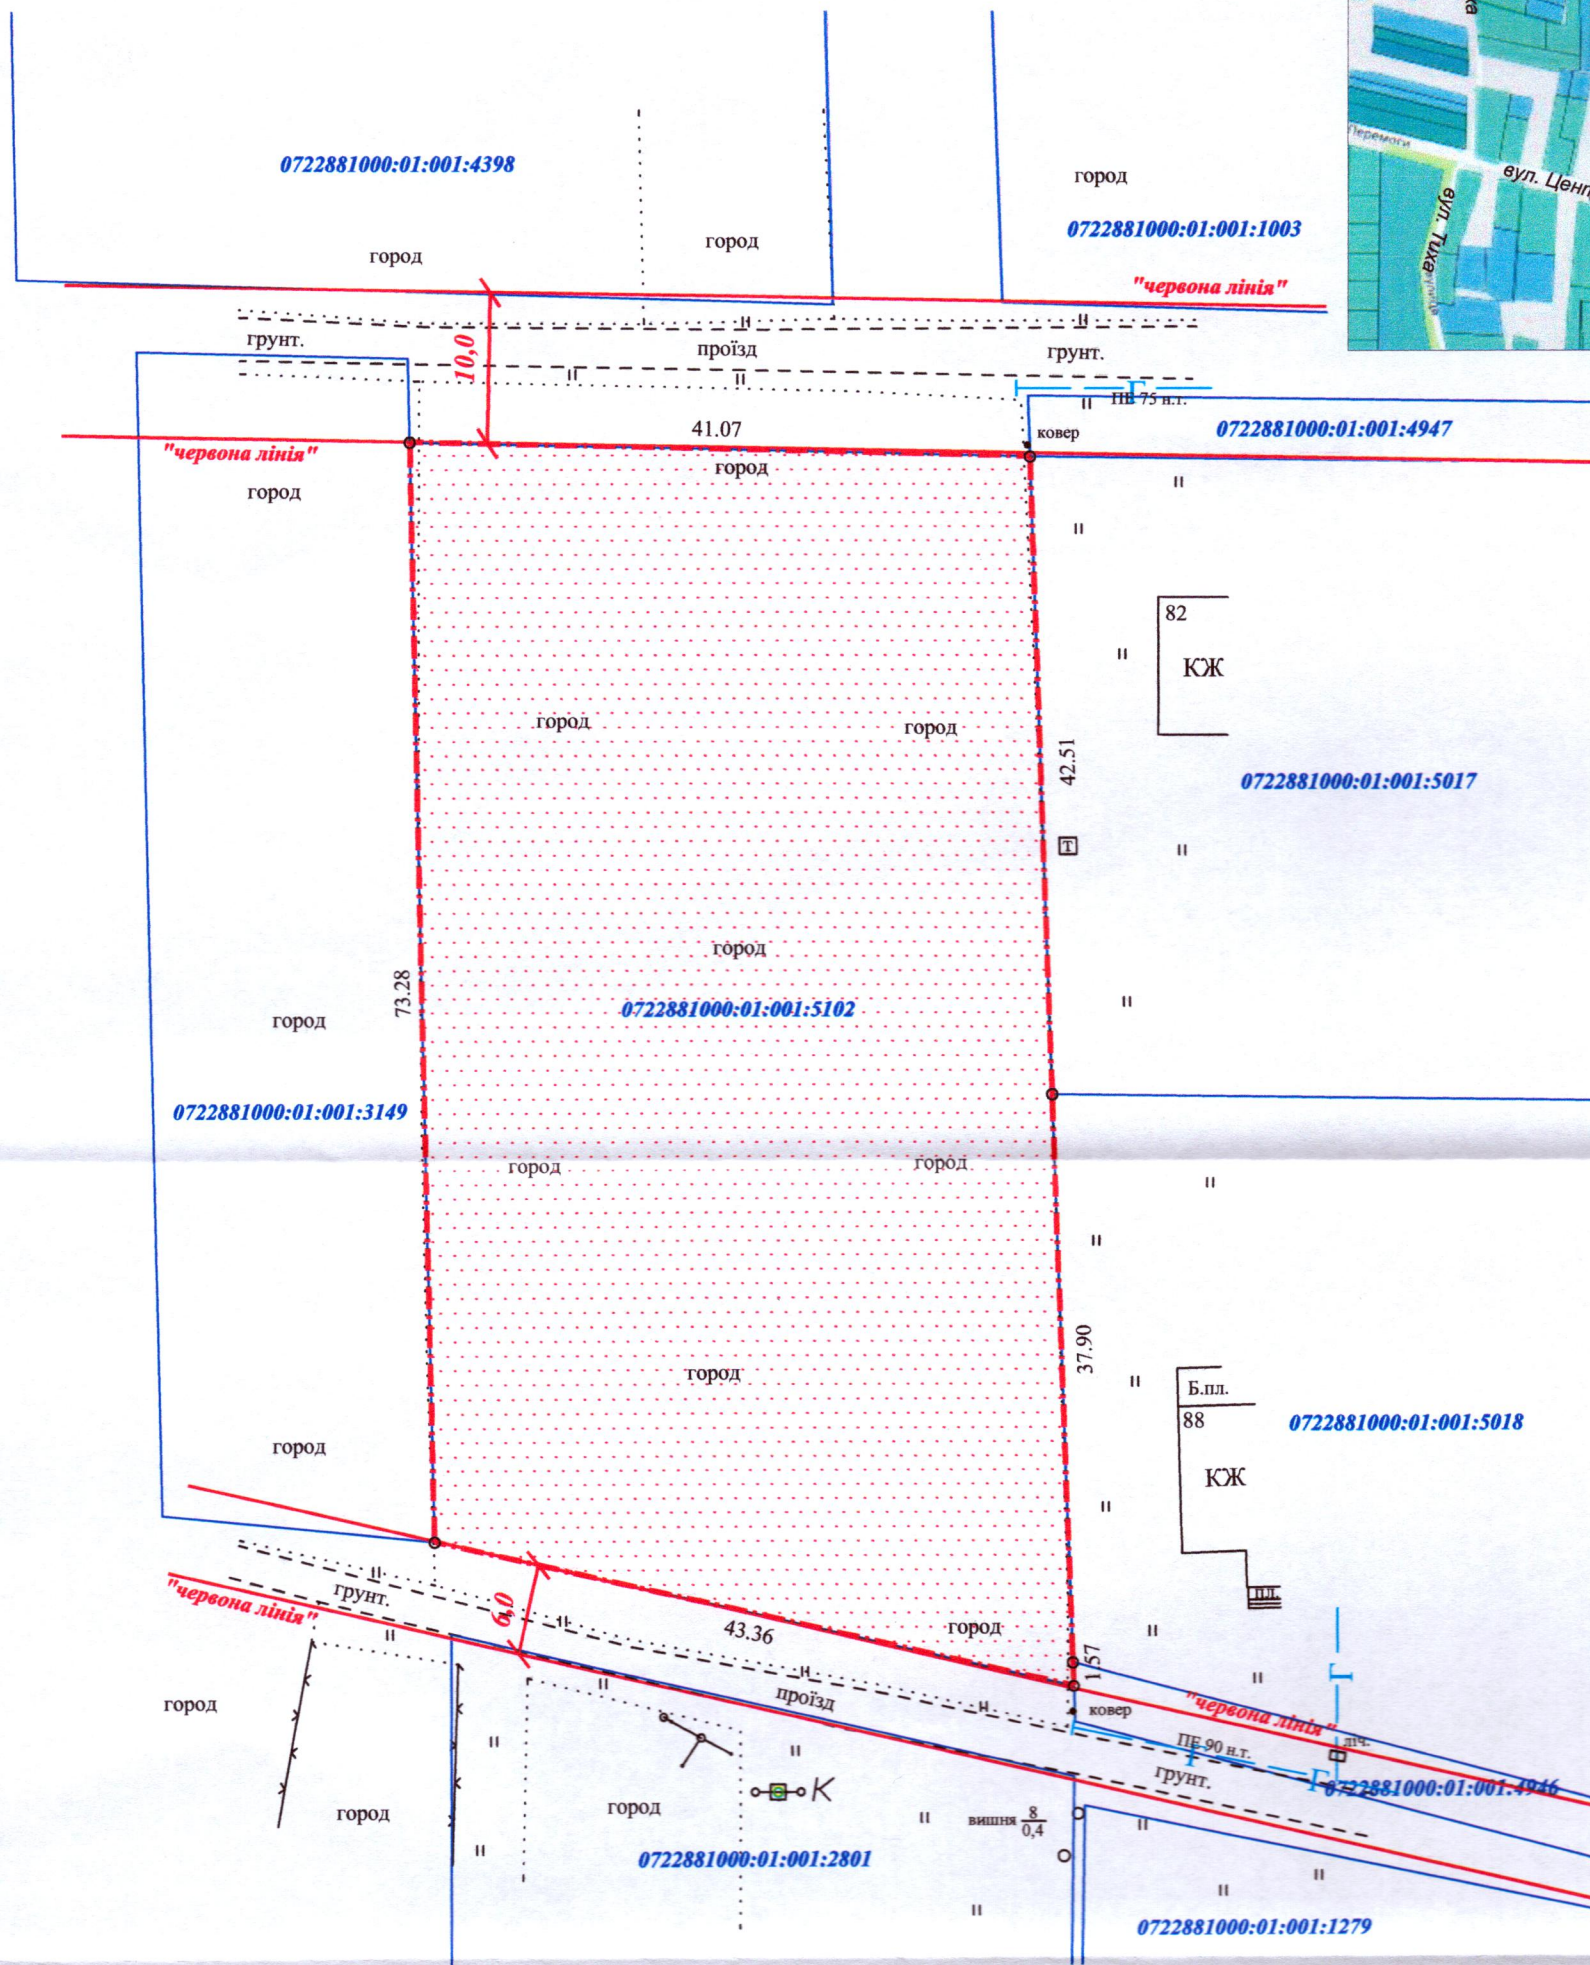 0722881000:01:001:4398
город
город
город
0722881000:01:001:1003
"червона лінія"
Перемоги
вул. Тиха
грунт.
проїзд
грунт.
10,0
ПЕ 75 н.т.
Г
ковер
0722881000:01:001:4947
41.07
"червона лінія"
город
город
82
КЖ
город
город
42.51
0722881000:01:001:5017
Т
город
73.28
0722881000:01:001:5102
город
0722881000:01:001:3149
город
город
37.90
город
Б.пл.
88
0722881000:01:001:5018
КЖ
город
грунт.
"червона лінія"
6,0
пл.
43.36
город
1.57
Г
город
проїзд
ковер
"червона лінія"
ліч.
ПЕ 90 н.т.
Г
грунт.
Г
0722881000:01:001:4946
К
город
город
вишня 8
0,4
0722881000:01:001:2801
0722881000:01:001:1279